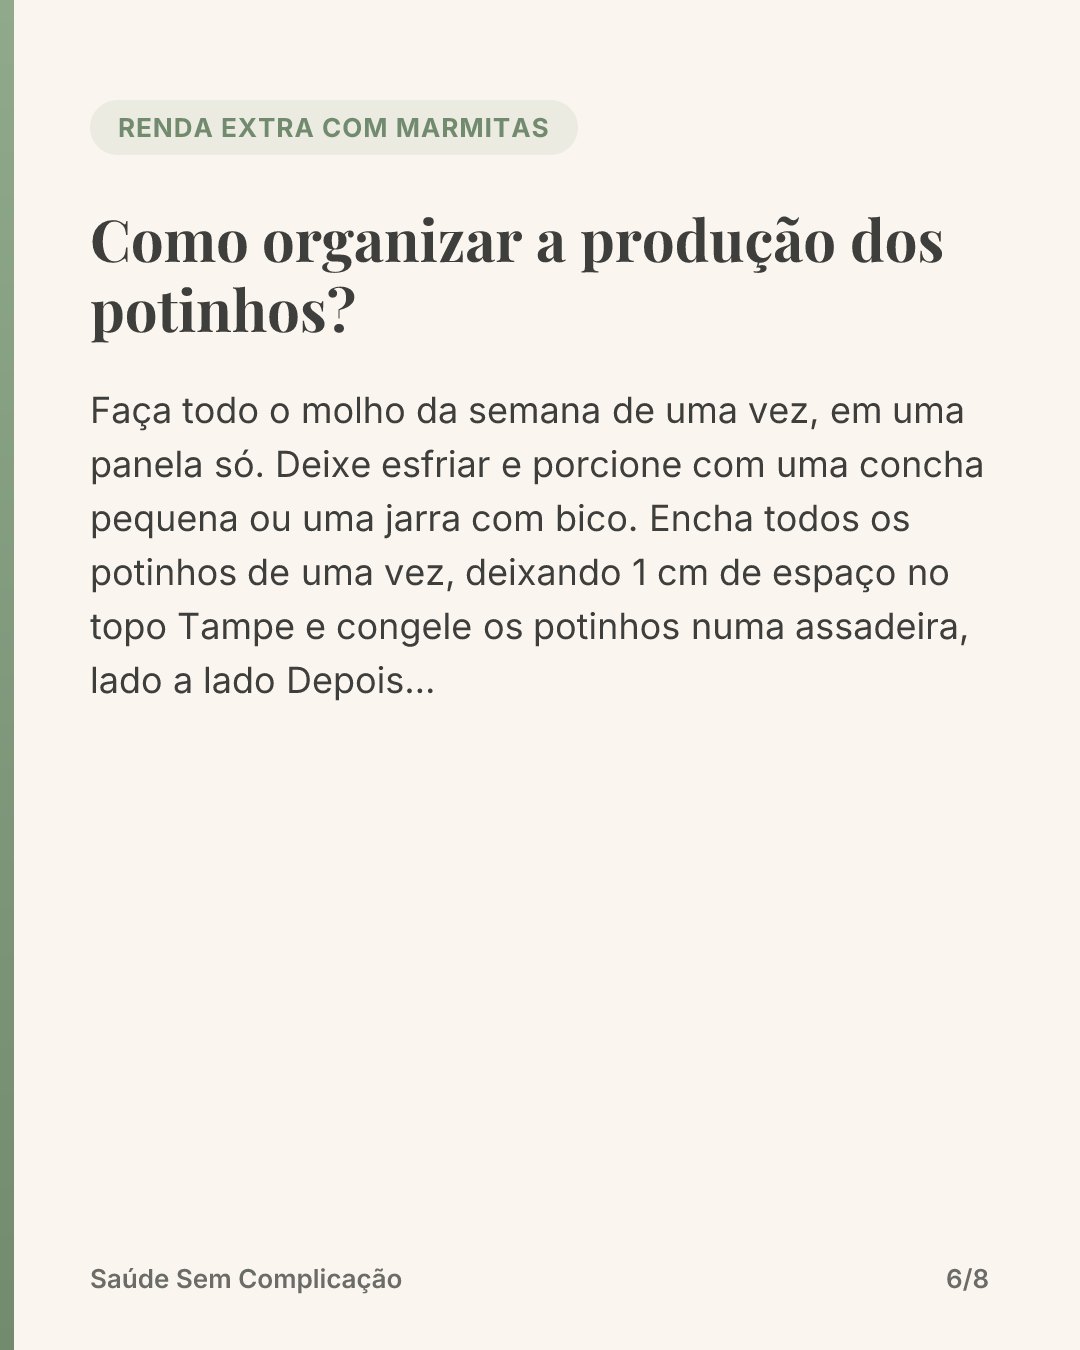 RENDA EXTRA COM MARMITAS
Como organizar a produção dos
potinhos?
Faça todo o molho da semana de uma vez, em uma
panela só. Deixe esfriar e porcione com uma concha
pequena ou uma jarra com bico. Encha todos os
potinhos de uma vez, deixando 1 cm de espaço no
topo Tampe e congele os potinhos numa assadeira,
lado a lado Depois...
Saúde Sem Complicação
6/8